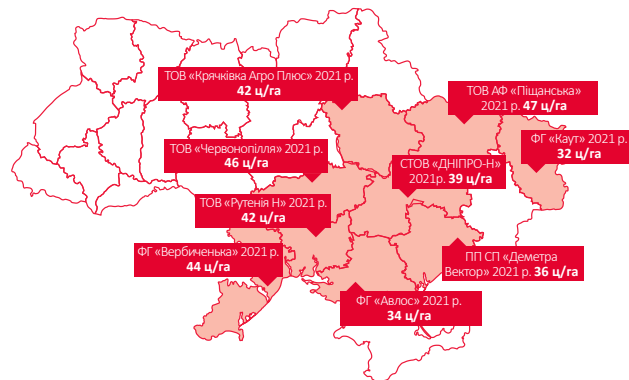 ТОВ «Крячківка Агро Плюс» 2021 р.
42 ц/га
ТОВ АФ «Піщанська»
2021 р. 47 ц/га
ФГ «Каут» 2021 р.
32 ц/га
ТОВ «Червонопілля» 2021 р.
46 ц/га
СТОВ «ДНІПРО-Н»
2021р. 39 ц/га
ТОВ «Рутенія Н» 2021 р.
42 ц/га
ФГ «Вербиченька» 2021 р.
44 ц/га
ПП СП «Деметра
Вектор» 2021 р. 36 ц/га
ФГ «Авлос» 2021 р.
34 ц/га